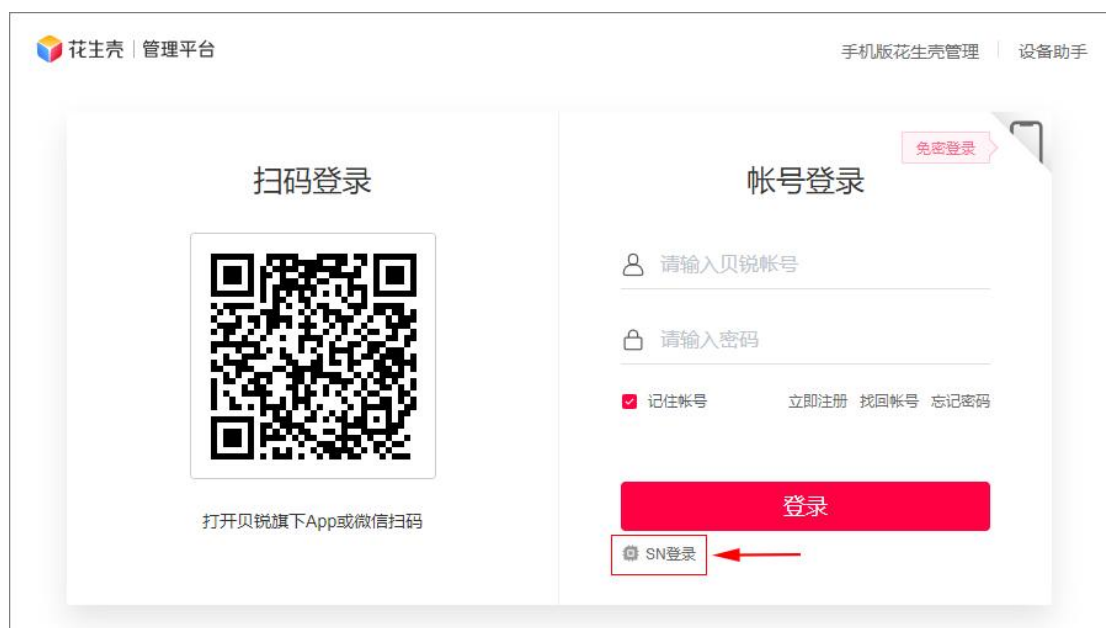 花生壳 管理平台
手机版花生壳管理 设备助手
扫码登录
打开贝锐旗下App或微信扫码
免密登录
帐号登录
请输入贝锐帐号
请输入密码
记住帐号 立即注册 找回帐号 忘记密码
登录
SN登录